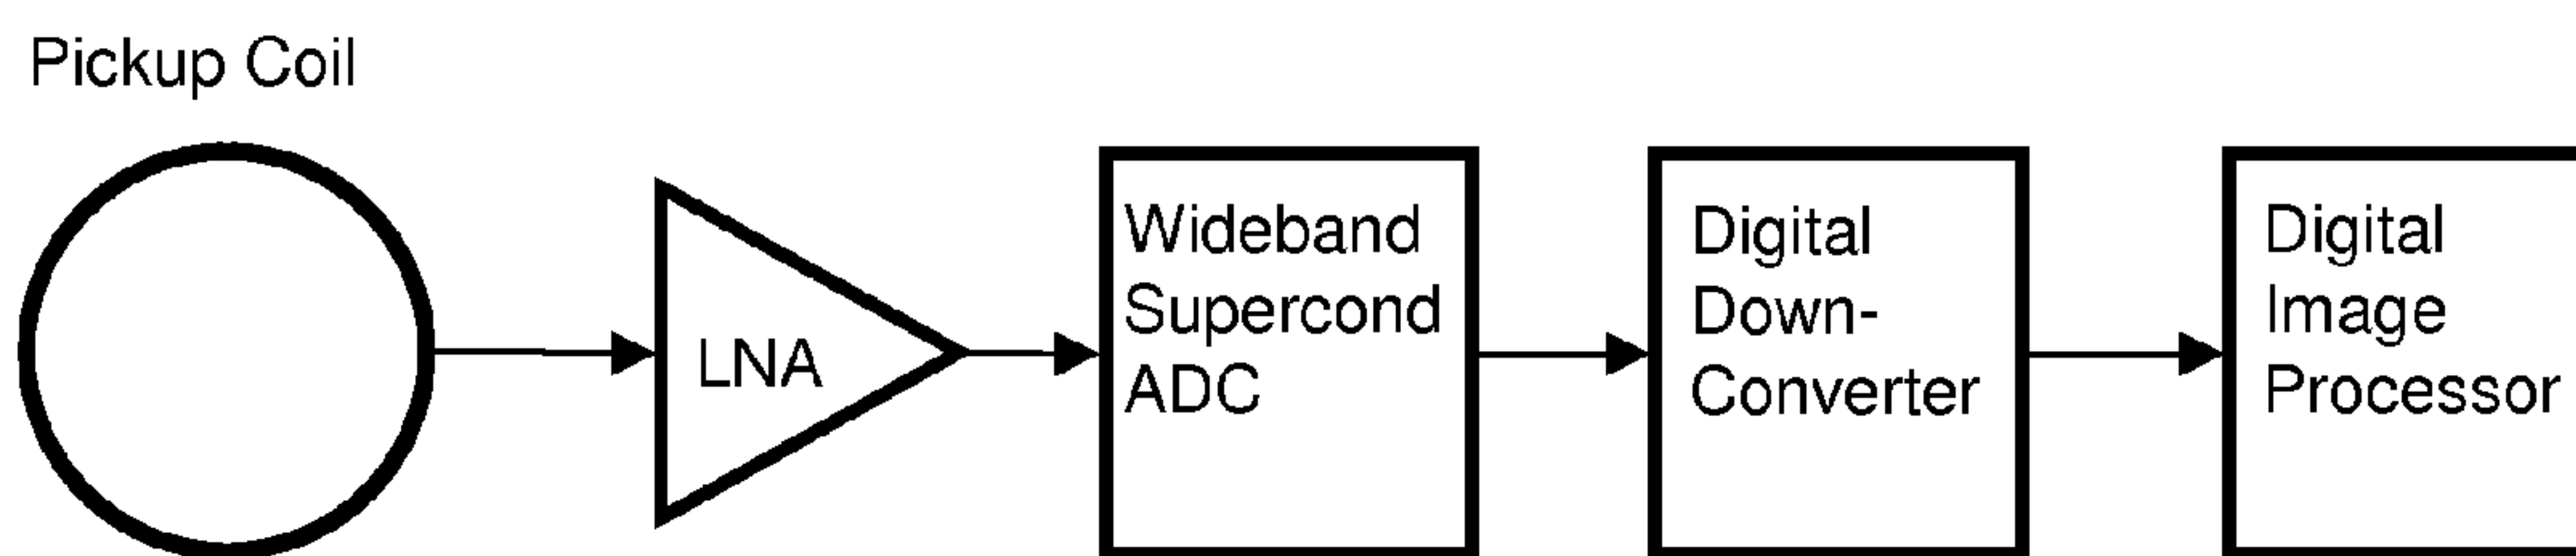 Pickup Coil
LNA
Wideband
Supercond
ADC
Digital
Down-
Converter
Digital
Image
Processor